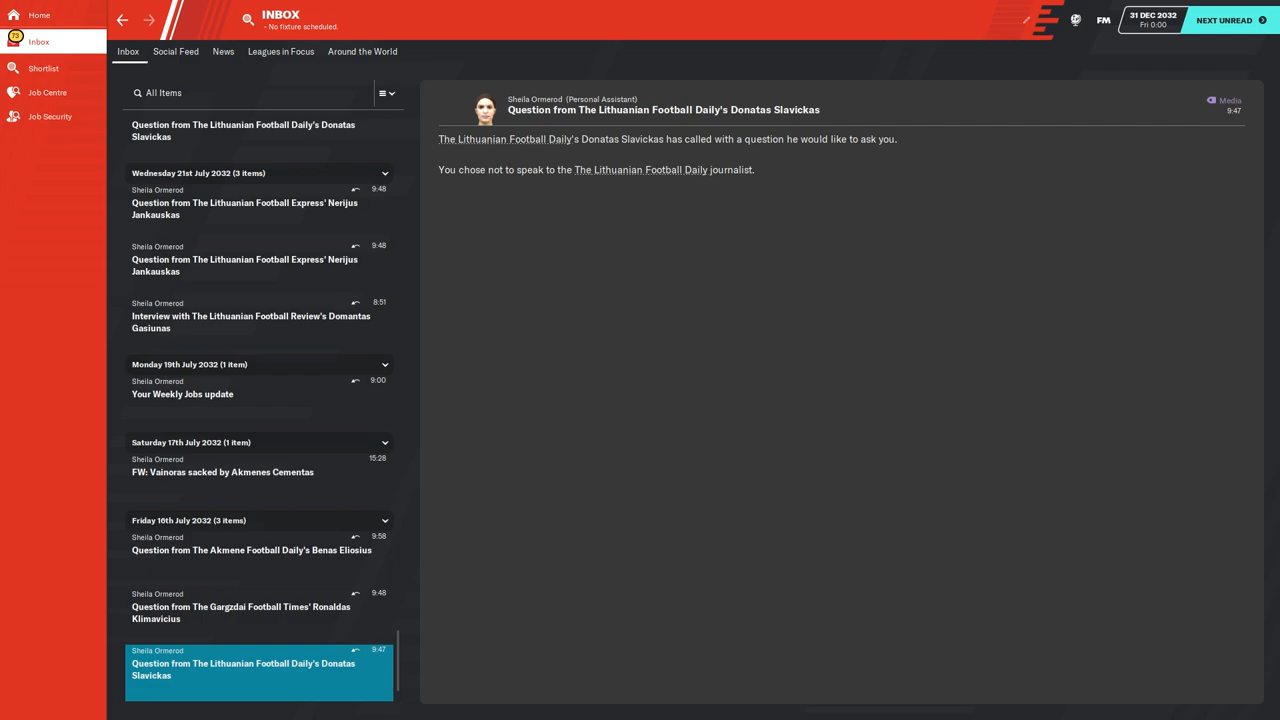 Home
73
Inbox
Shortlist
Job Centre
Job Security
INBOX
- No fixture scheduled.
FM
31 DEC 2032
Fri 0:00
NEXT UNREAD
Inbox
Social Feed
News
Leagues in Focus
Around the World
All Items
Question from The Lithuanian Football Daily's Donatas
Slavickas
Wednesday 21st July 2032 (3 items)
Sheila Ormerod 9:48
Question from The Lithuanian Football Express' Nerijus
Jankauskas
Sheila Ormerod 9:48
Question from The Lithuanian Football Express' Nerijus
Jankauskas
Sheila Ormerod 8:51
Interview with The Lithuanian Football Review's Domantas
Gasiunas
Monday 19th July 2032 (1 item)
Sheila Ormerod 9:00
Your Weekly Jobs update
Saturday 17th July 2032 (1 item)
Sheila Ormerod 15:28
FW: Vainoras sacked by Akmenes Cementas
Friday 16th July 2032 (3 items)
Sheila Ormerod 9:58
Question from The Akmene Football Daily's Benas Eliosius
Sheila Ormerod 9:48
Question from The Gargzdai Football Times' Ronaldas
Klimavicius
Sheila Ormerod 9:47
Question from The Lithuanian Football Daily's Donatas
Slavickas
Sheila Ormerod (Personal Assistant)
Question from The Lithuanian Football Daily's Donatas Slavickas
Media
9:47
The Lithuanian Football Daily's Donatas Slavickas has called with a question he would like to ask you.
You chose not to speak to the The Lithuanian Football Daily journalist.